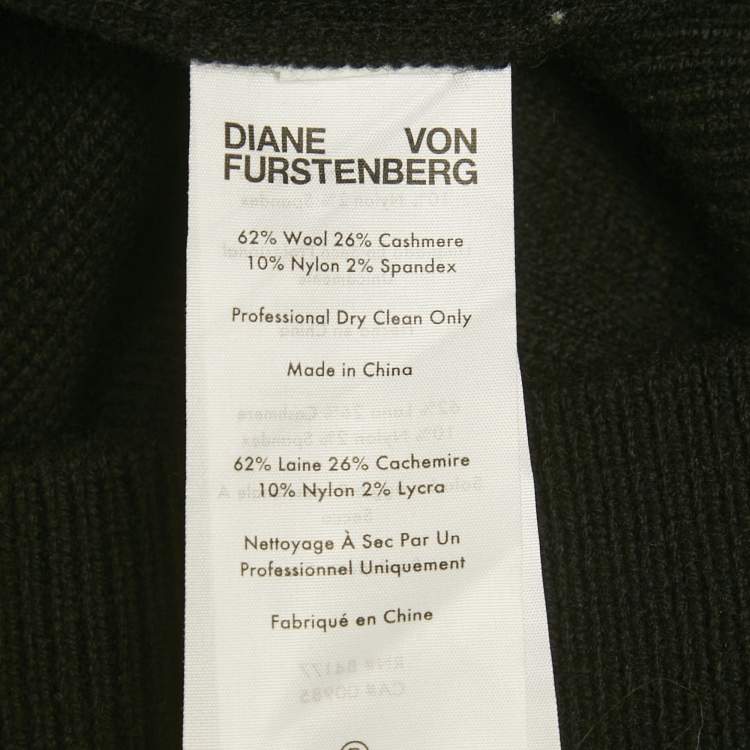 DIANE VON
FURSTENBERG
62% Wool 26% Cashmere
10% Nylon 2% Spandex
Professional Dry Clean Only
Made in China
62% Laine 26% Cachemire
10% Nylon 2% Lycra
Nettoyage À Sec Par Un
Professionnel Uniquement
Fabriqué en Chine